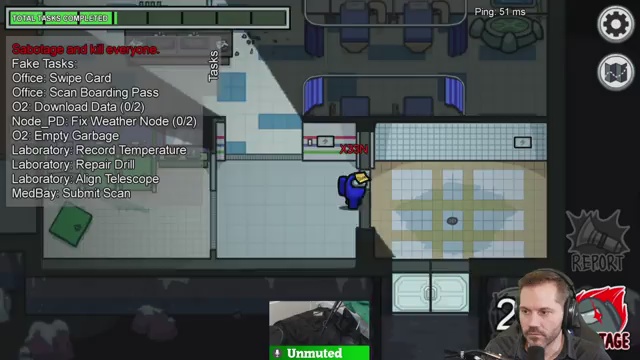 TOTAL TASKS COMPLETED
Ping: 51 ms
Sabotage and kill everyone.
Fake Tasks:
Office: Swipe Card
Office: Scan Boarding Pass
O2: Download Data (0/2)
Node_PD: Fix Weather Node (0/2)
O2: Empty Garbage
Laboratory: Record Temperature
Laboratory: Repair Drill
Laboratory: Align Telescope
MedBay: Submit Scan
Tasks
REPORT
2
Unmuted